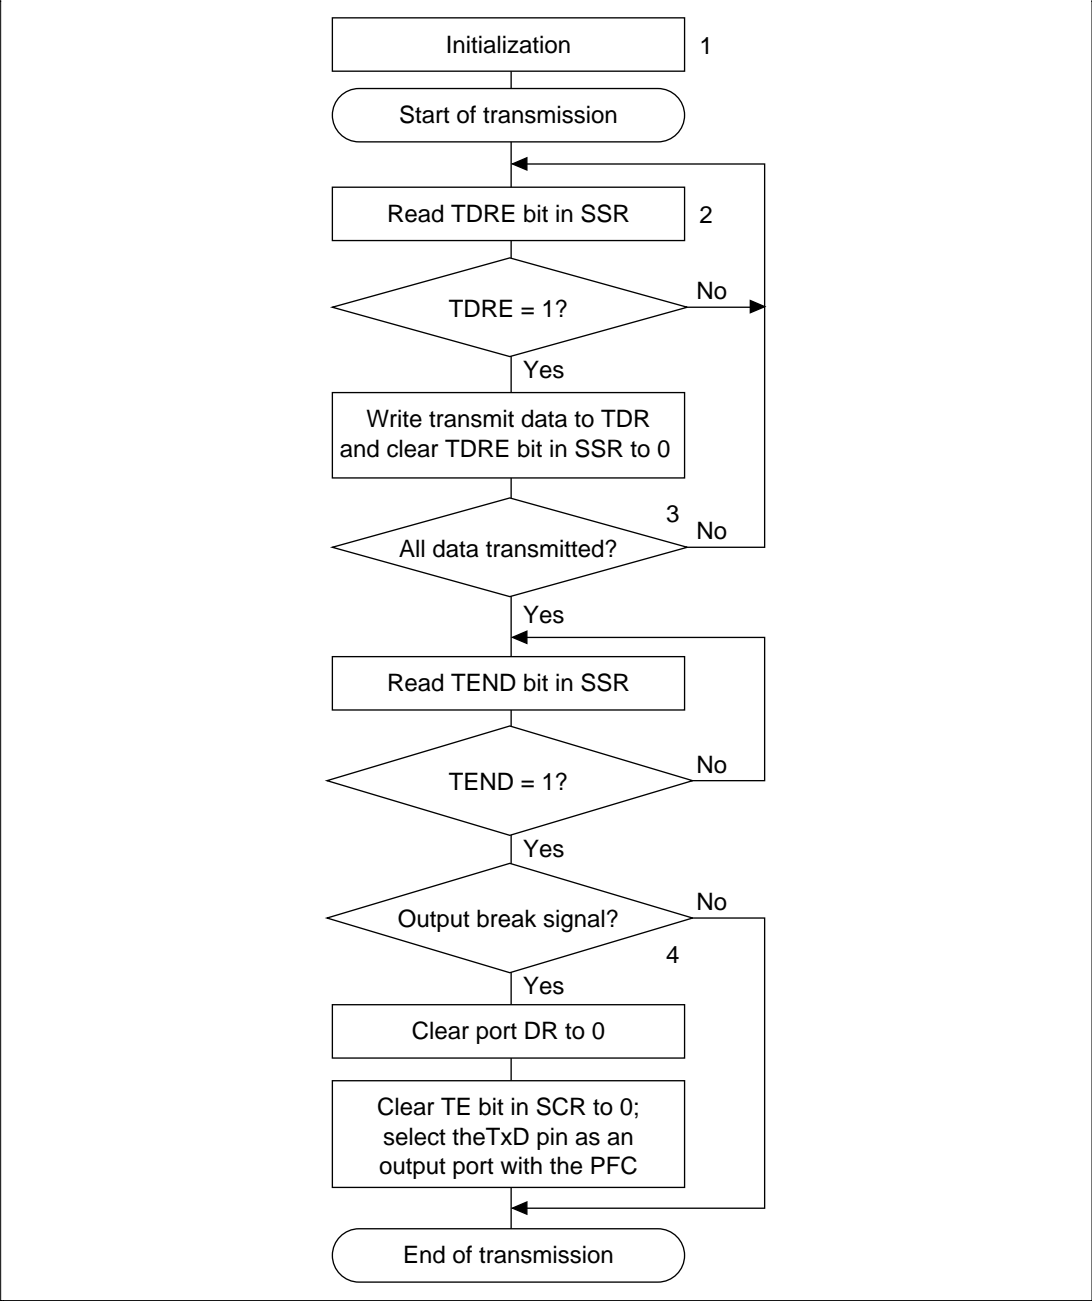 Initialization
1
Start of transmission
Read TDRE bit in SSR
2
No
TDRE = 1?
Yes
Write transmit data to TDR
and clear TDRE bit in SSR to 0
3
No
All data transmitted?
Yes
Read TEND bit in SSR
No
TEND = 1?
Yes
No
Output break signal?
4
Yes
Clear port DR to 0
Clear TE bit in SCR to 0;
select theTxD pin as an
output port with the PFC
End of transmission